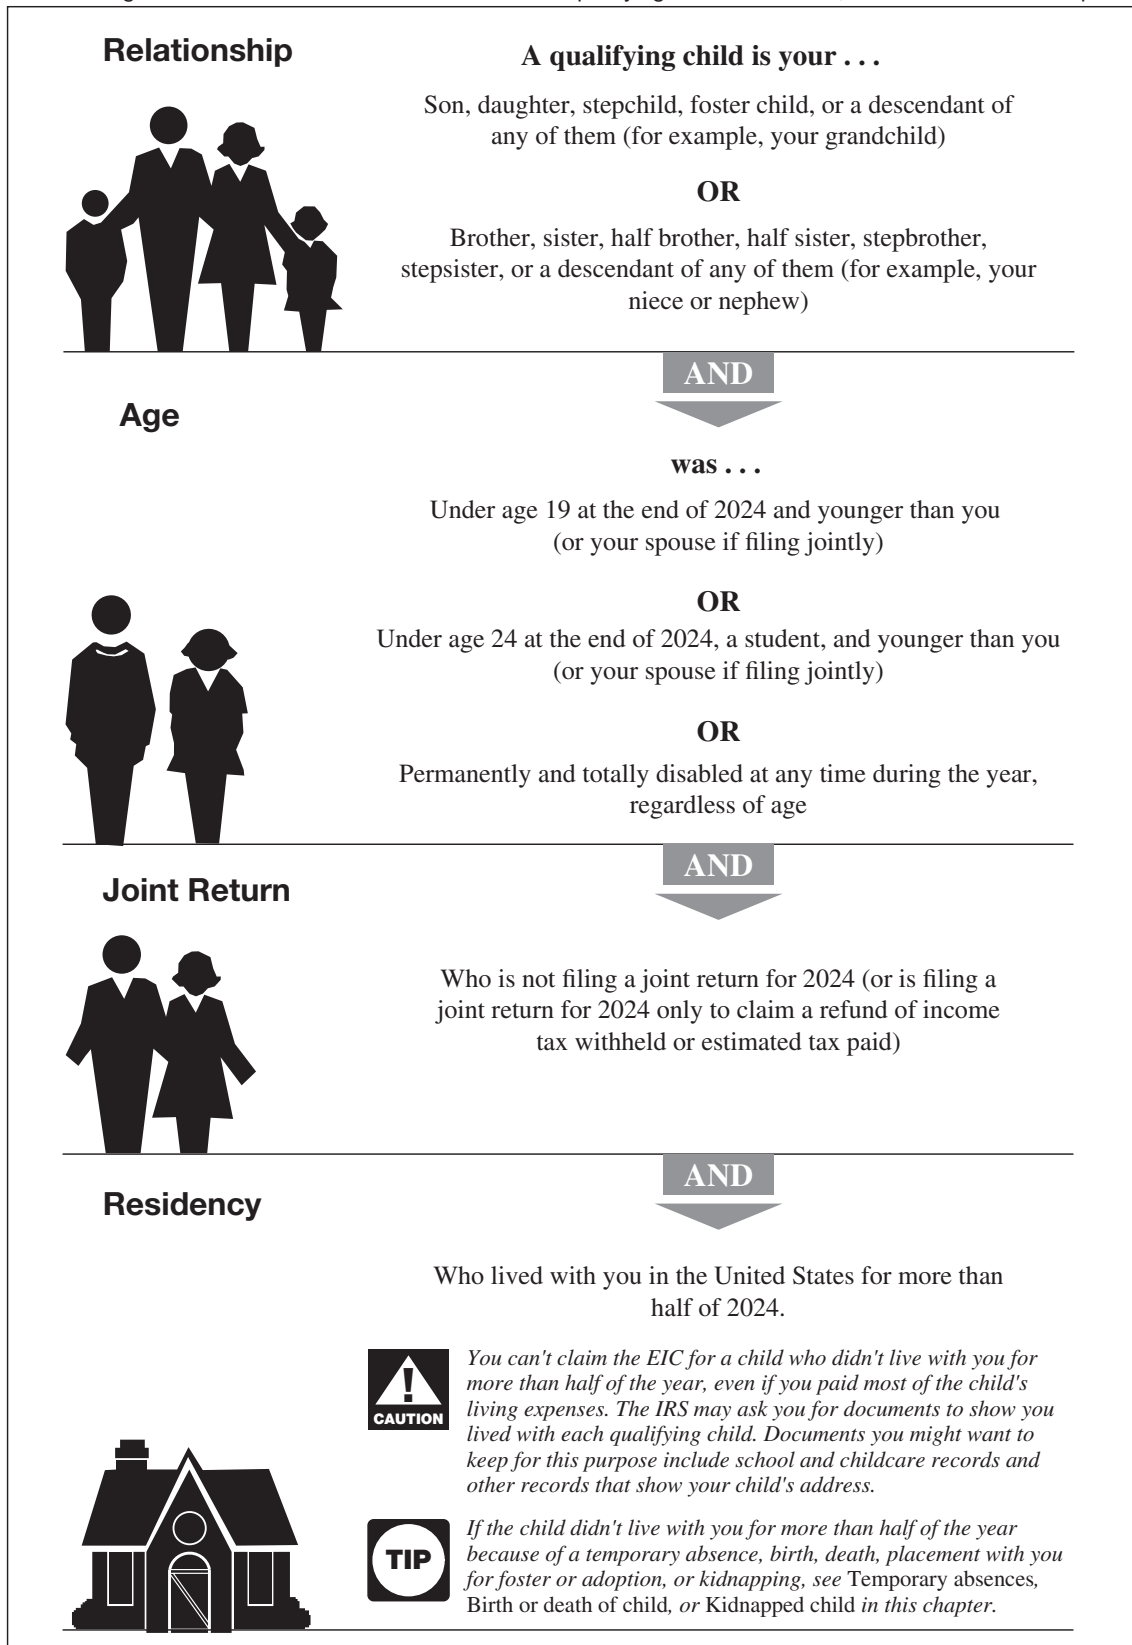 Relationship
A qualifying child is your . . .
Son, daughter, stepchild, foster child, or a descendant of
any of them (for example, your grandchild)
OR
Brother, sister, half brother, half sister, stepbrother,
stepsister, or a descendant of any of them (for example, your
niece or nephew)
AND
Age
was . . .
Under age 19 at the end of 2024 and younger than you
(or your spouse if filing jointly)
OR
Under age 24 at the end of 2024, a student, and younger than you
(or your spouse if filing jointly)
OR
Permanently and totally disabled at any time during the year,
regardless of age
AND
Joint Return
Who is not filing a joint return for 2024 (or is filing a
joint return for 2024 only to claim a refund of income
tax withheld or estimated tax paid)
AND
Residency
Who lived with you in the United States for more than
half of 2024.
!
CAUTION
You can't claim the EIC for a child who didn't live with you for
more than half of the year, even if you paid most of the child's
living expenses. The IRS may ask you for documents to show you
lived with each qualifying child. Documents you might want to
keep for this purpose include school and childcare records and
other records that show your child's address.
TIP
If the child didn't live with you for more than half of the year
because of a temporary absence, birth, death, placement with you
for foster or adoption, or kidnapping, see Temporary absences,
Birth or death of child, or Kidnapped child in this chapter.